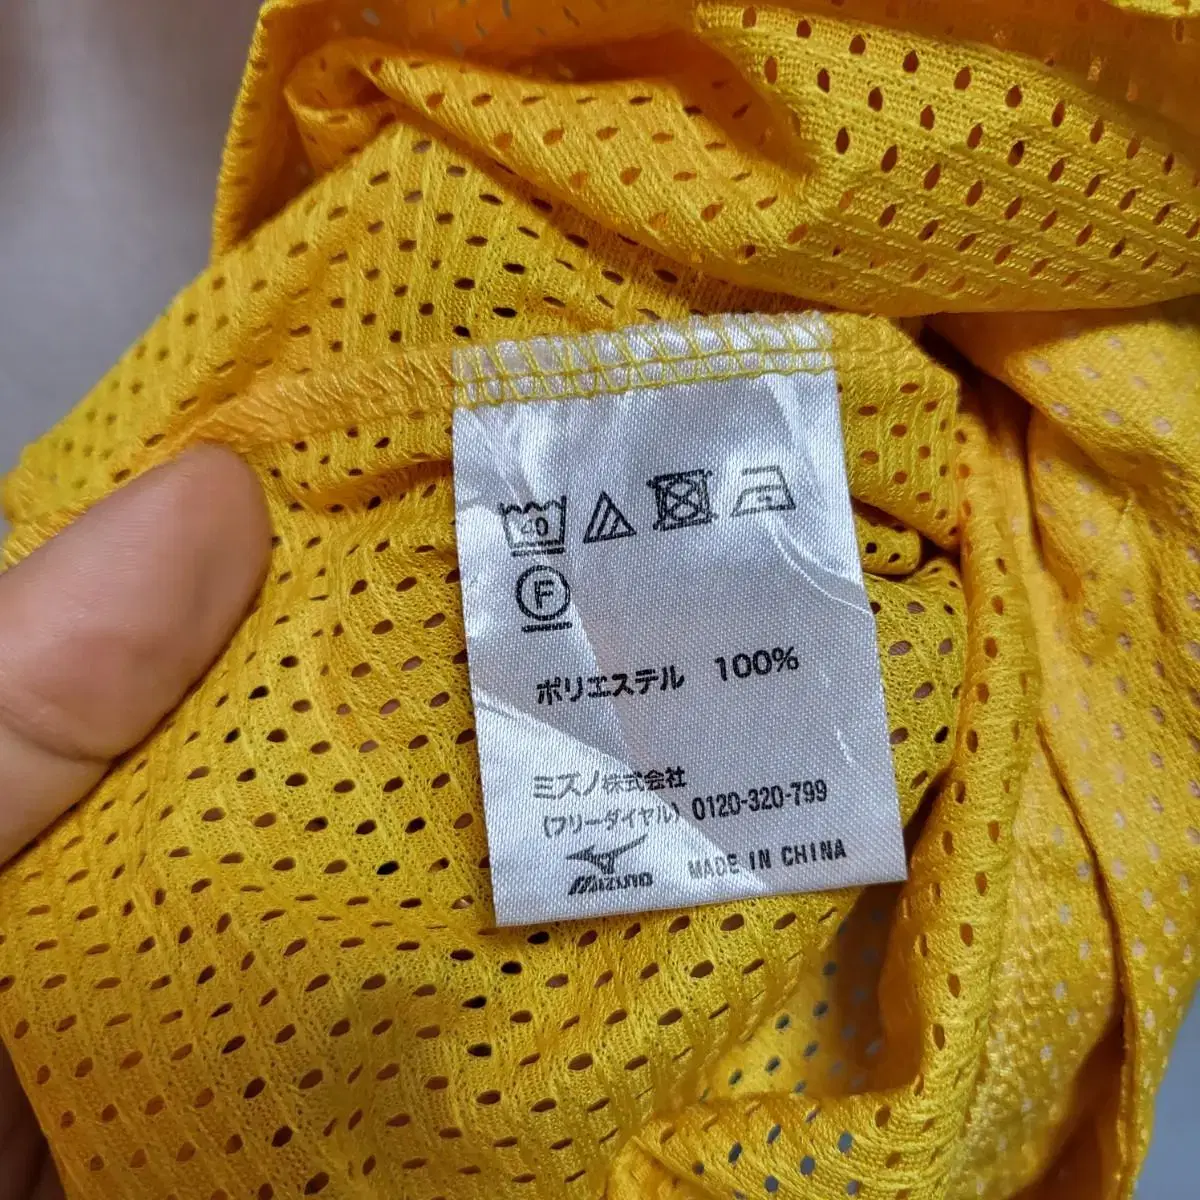 40
F
ポリエステル 100%
ミズノ株式会社
(フリーダイヤル) 0120-320-799
MIZUNO MADE IN CHINA